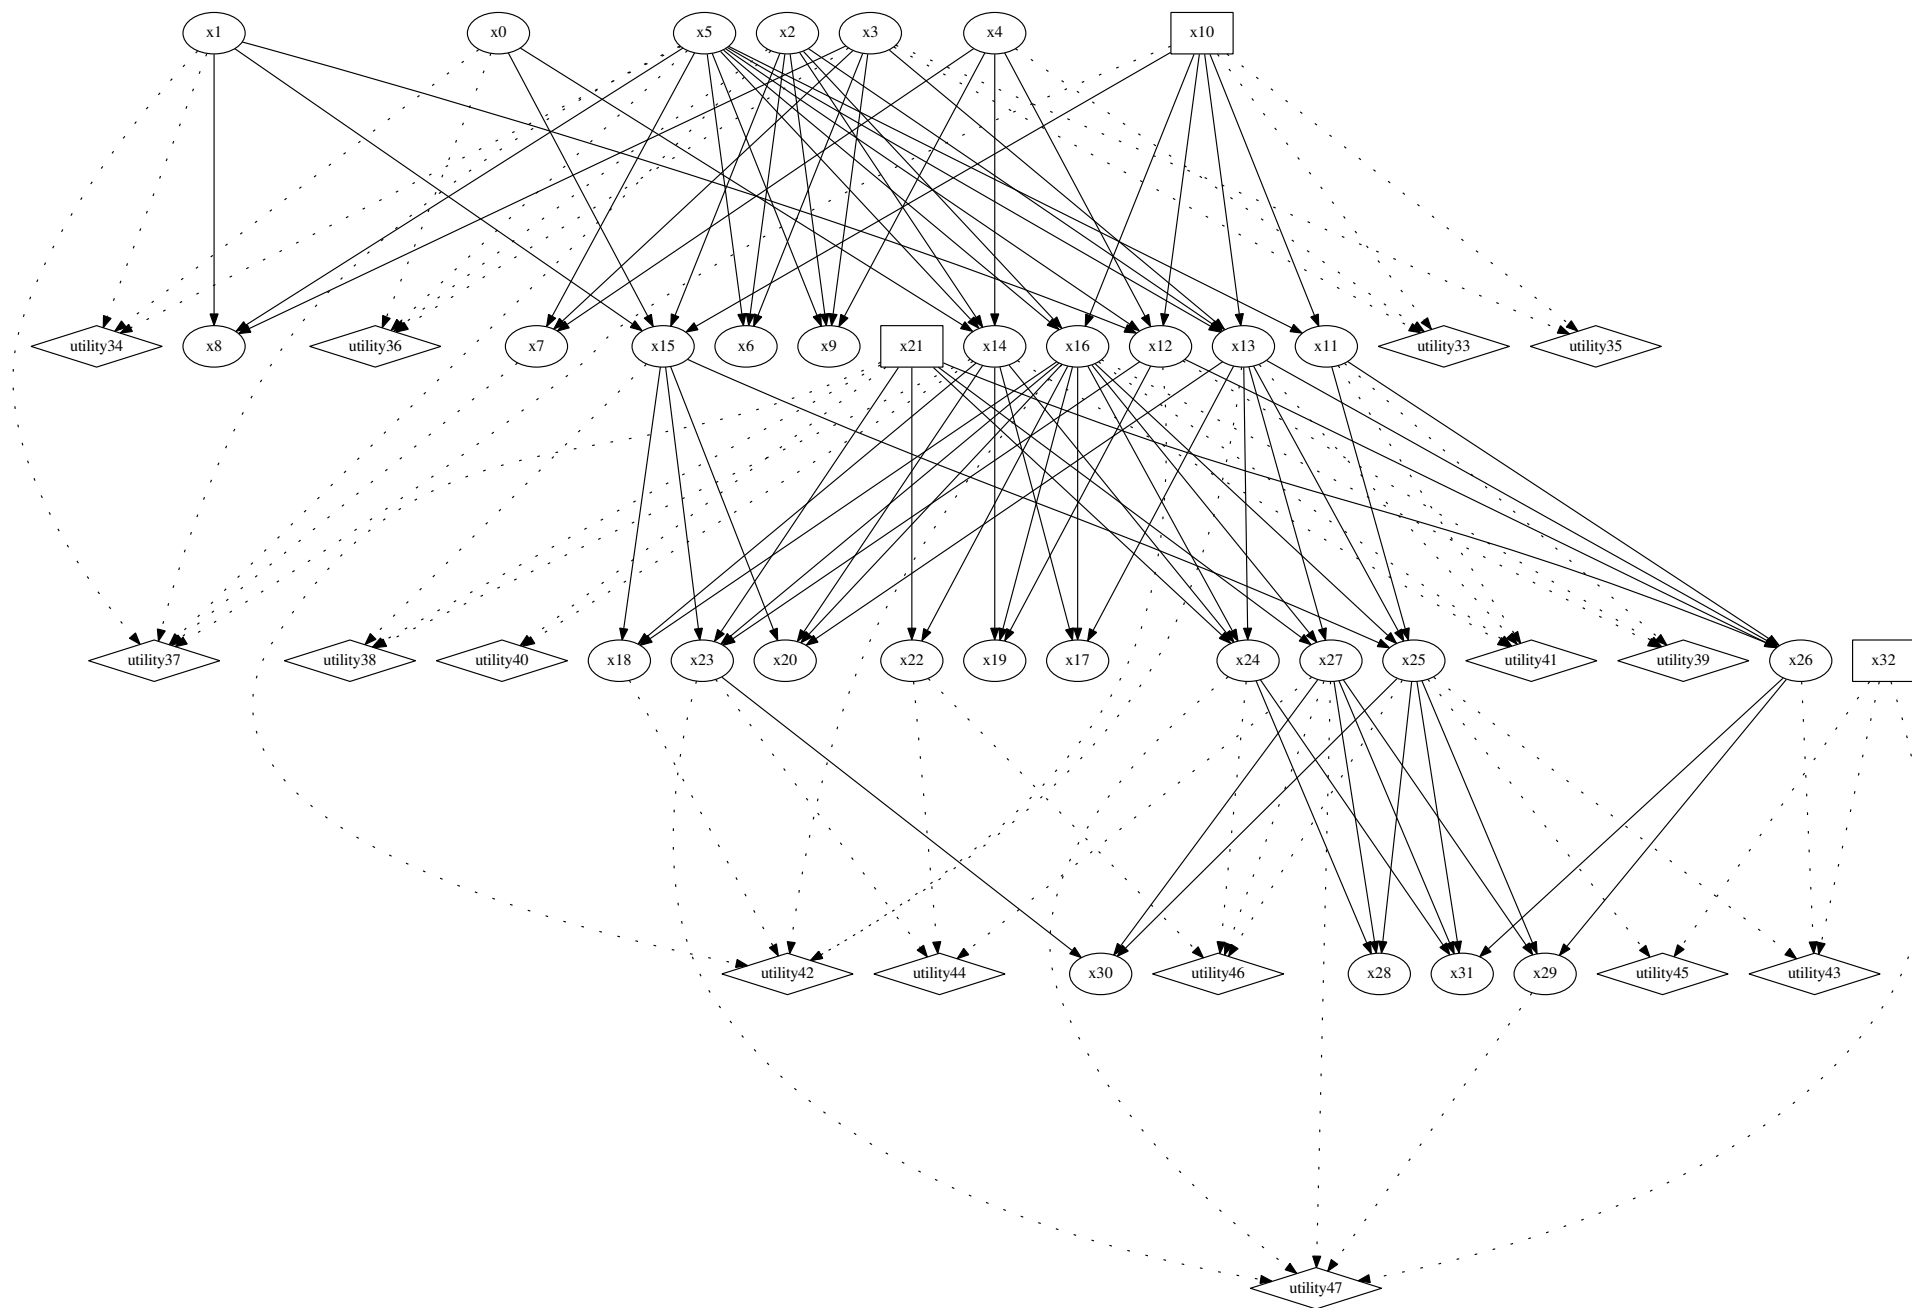 x1 x0 x5 x2 x3 x4 x10
utility34 x8 utility36 x7 x15 x6 x9 x21 x14 x16 x12 x13 x11 utility33 utility35
utility37 utility38 utility40 x18 x23 x20 x22 x19 x17 x24 x27 x25 utility41 utility39 x26 x32
utility42 utility44 x30 utility46 x28 x31 x29 utility45 utility43
utility47